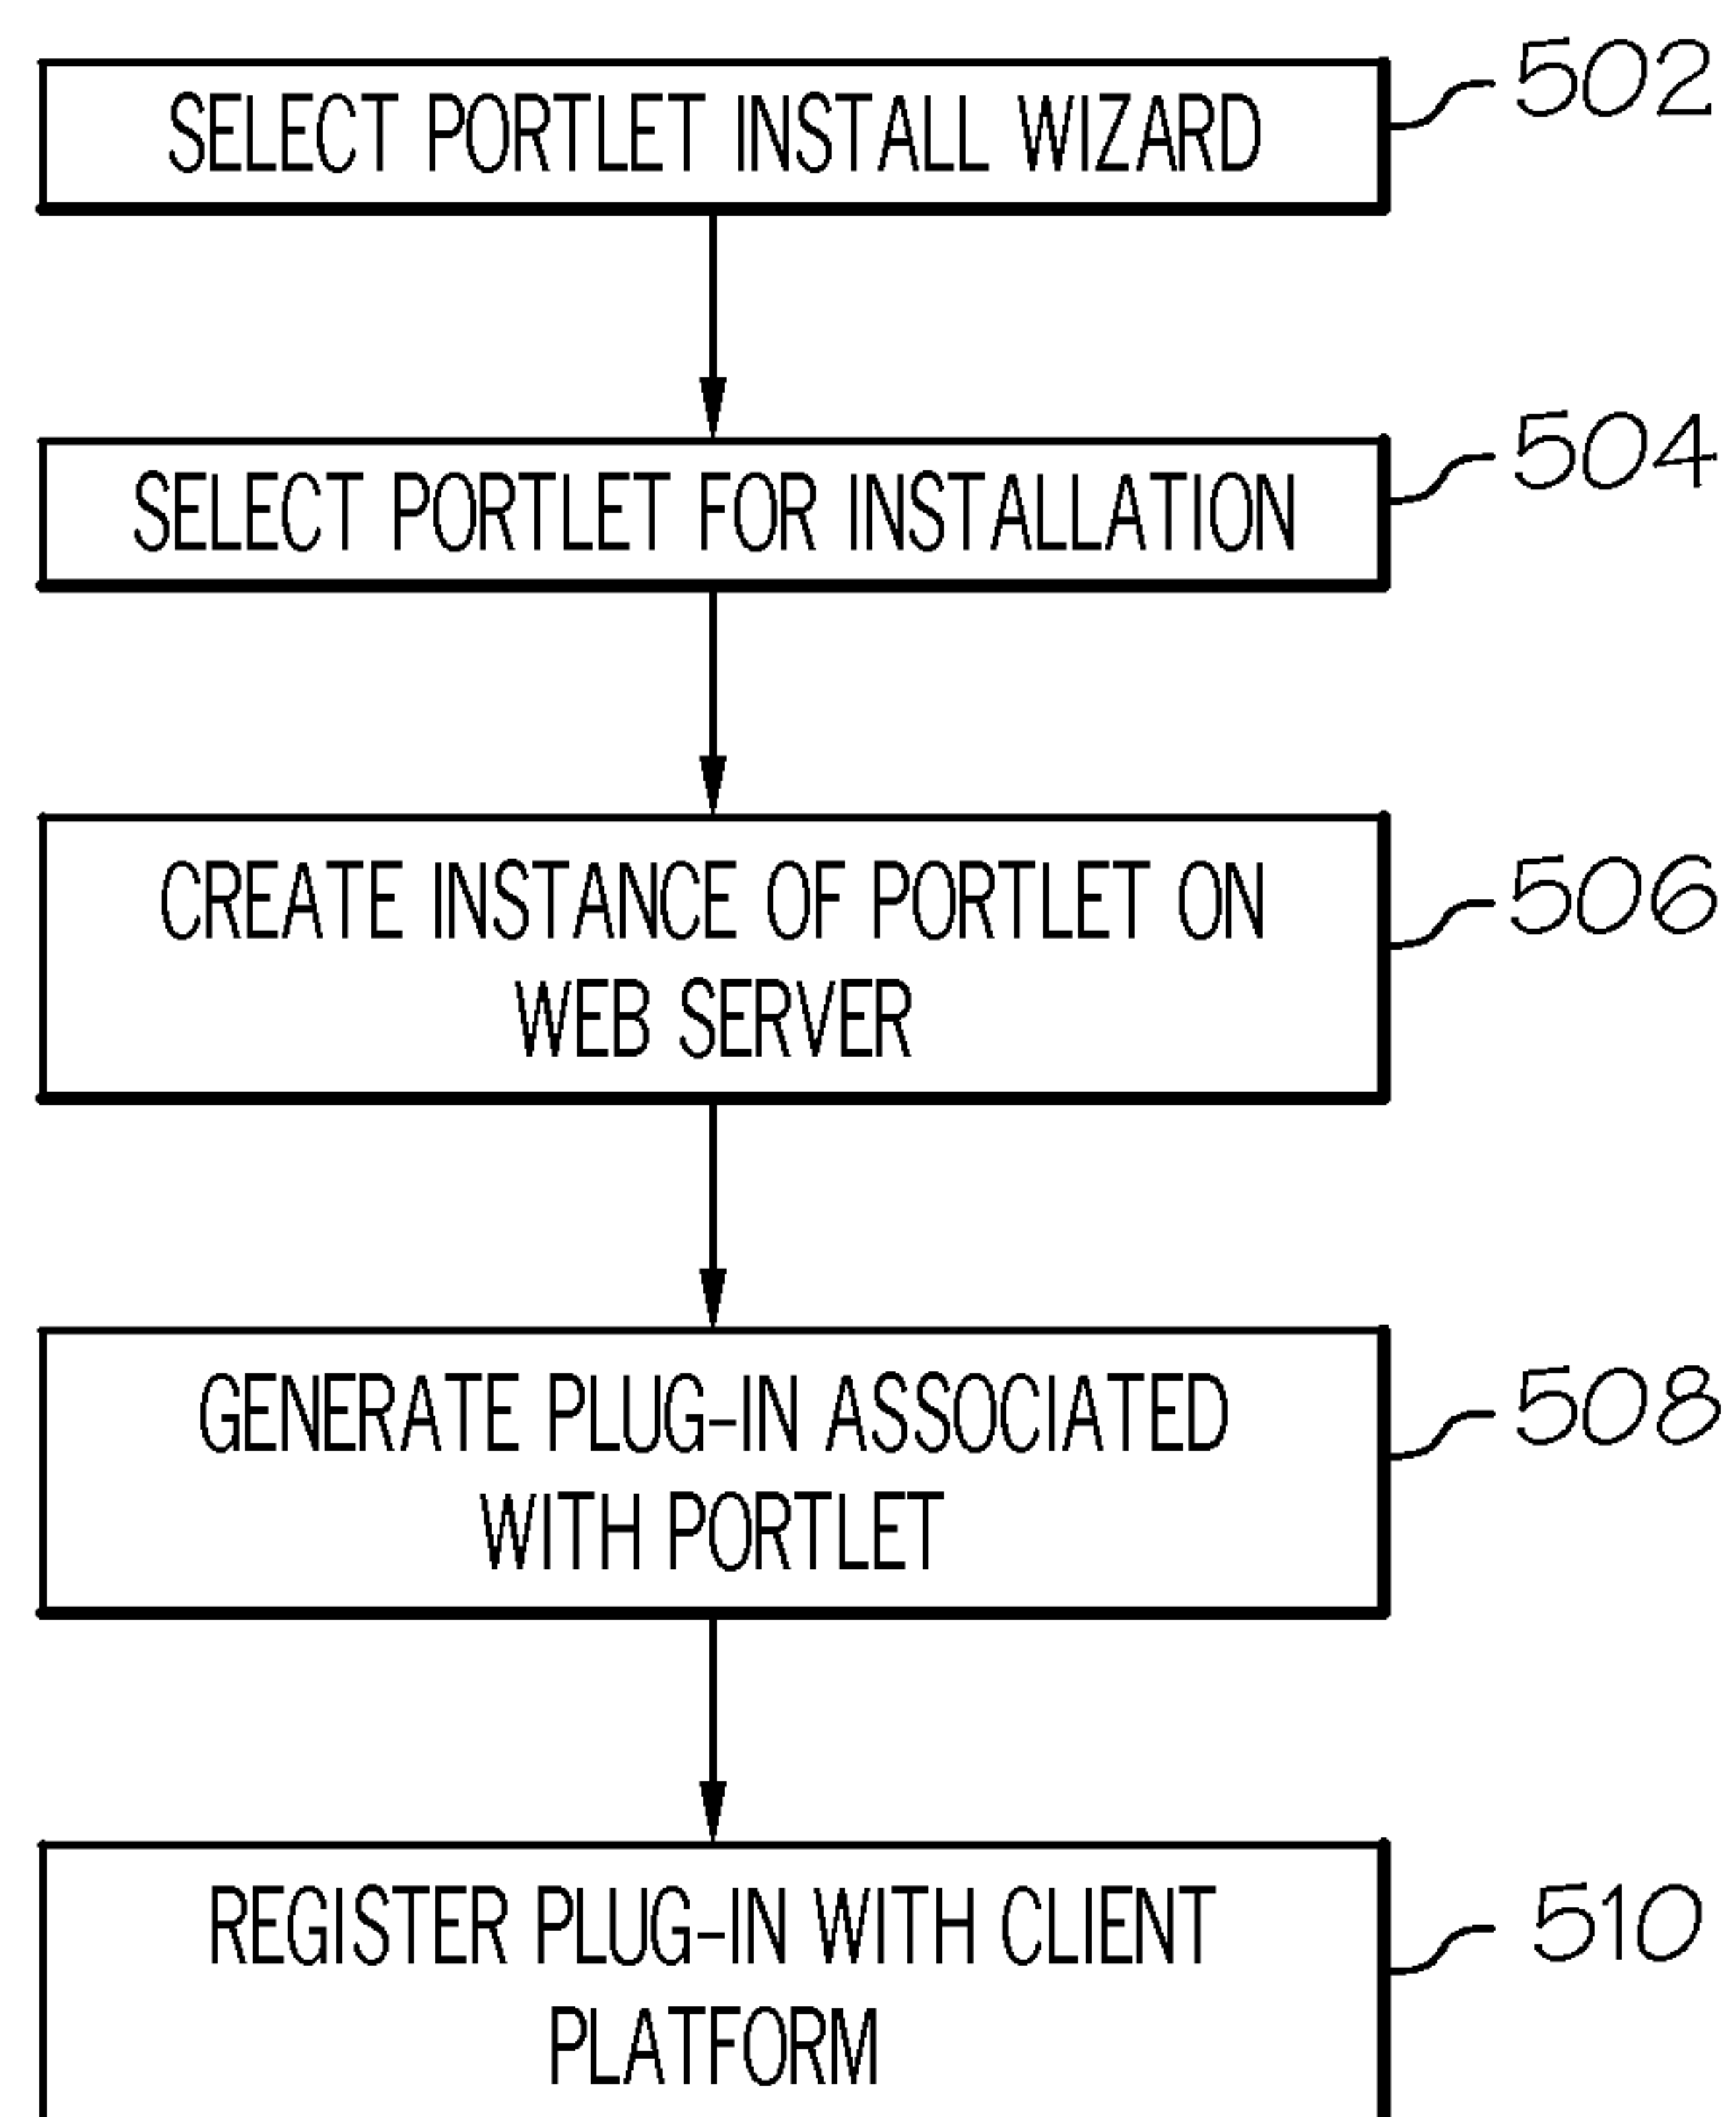 SELECT PORTLET INSTALL WIZARD
502
SELECT PORTLET FOR INSTALLATION
504
CREATE INSTANCE OF PORTLET ON
WEB SERVER
506
GENERATE PLUG-IN ASSOCIATED
WITH PORTLET
508
REGISTER PLUG-IN WITH CLIENT
PLATFORM
510